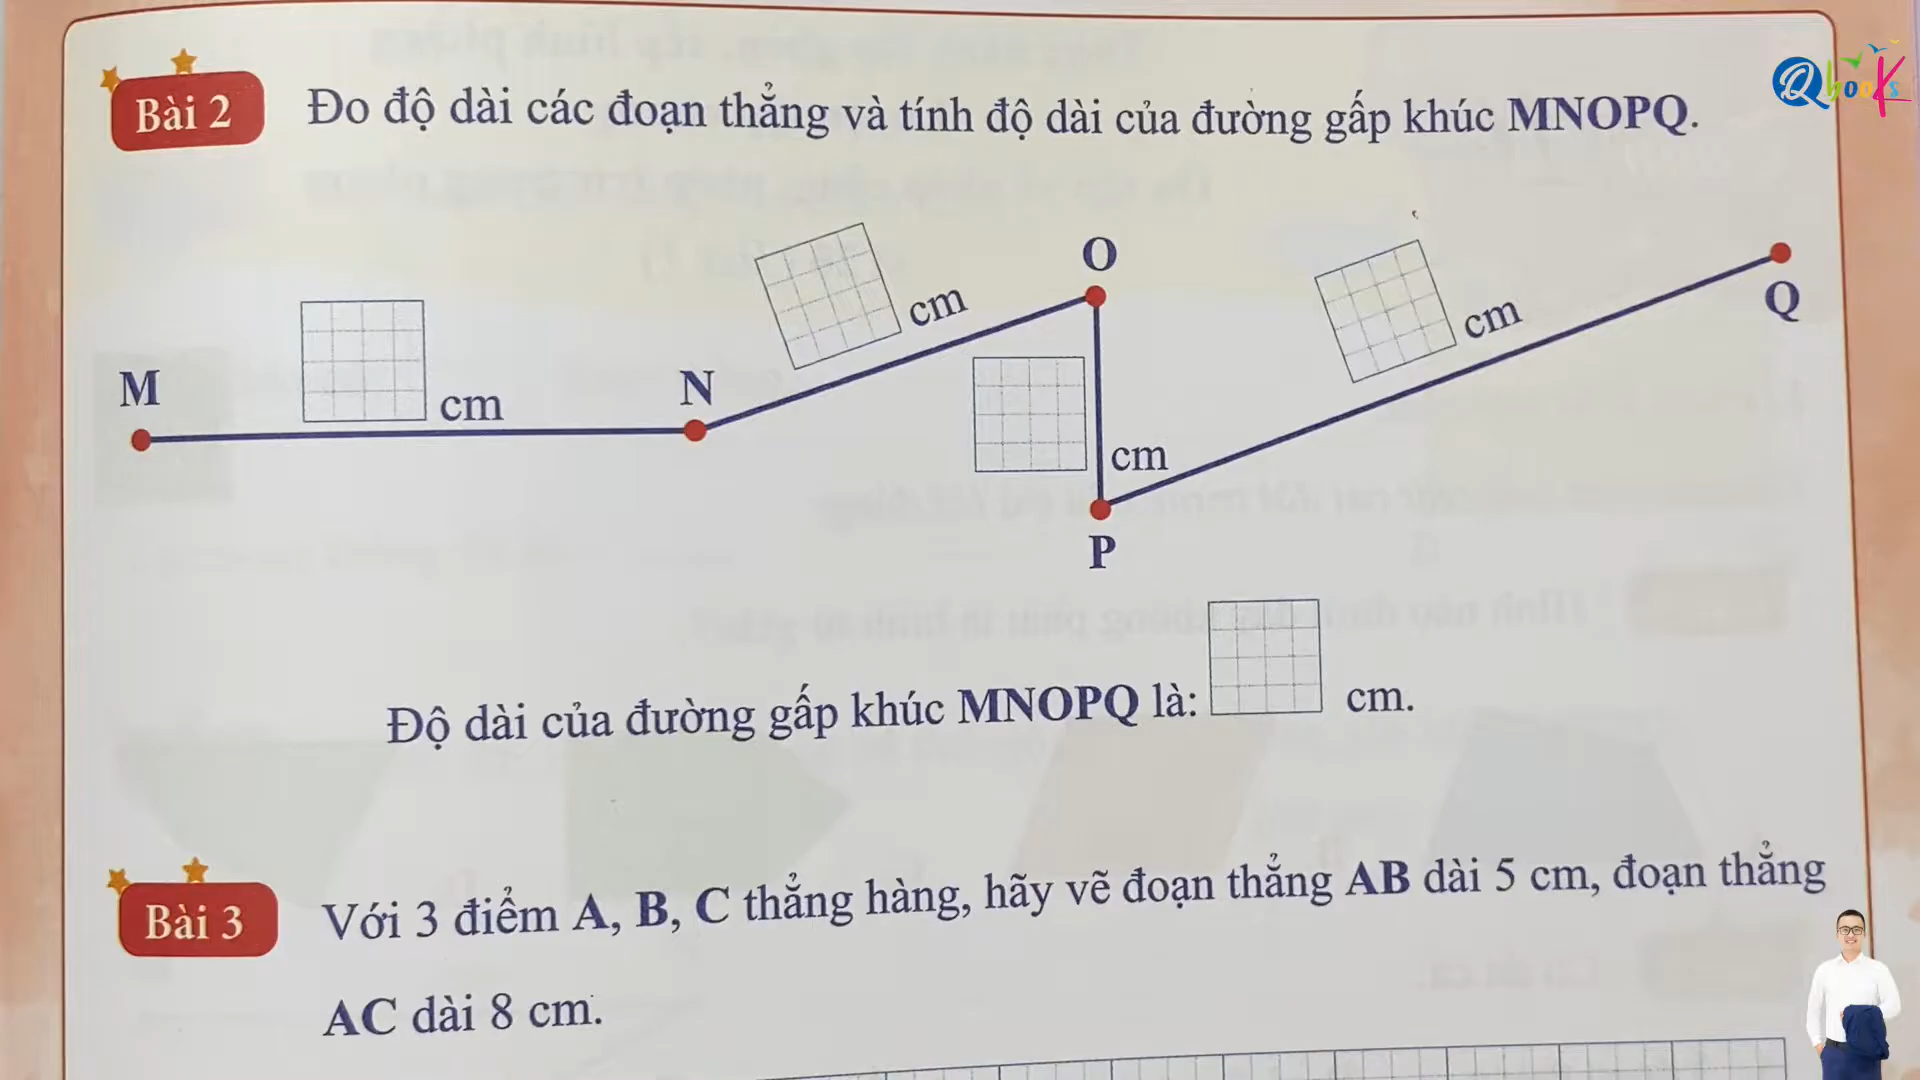 Qbooks
Bài 2
Đo độ dài các đoạn thẳng và tính độ dài của đường gấp khúc MNOPQ.
O
cm
cm
Q
M
cm
N
cm
P
Độ dài của đường gấp khúc MNOPQ là:
cm.
Bài 3
Với 3 điểm A, B, C thẳng hàng, hãy vẽ đoạn thẳng AB dài 5 cm, đoạn thẳng
AC dài 8 cm.